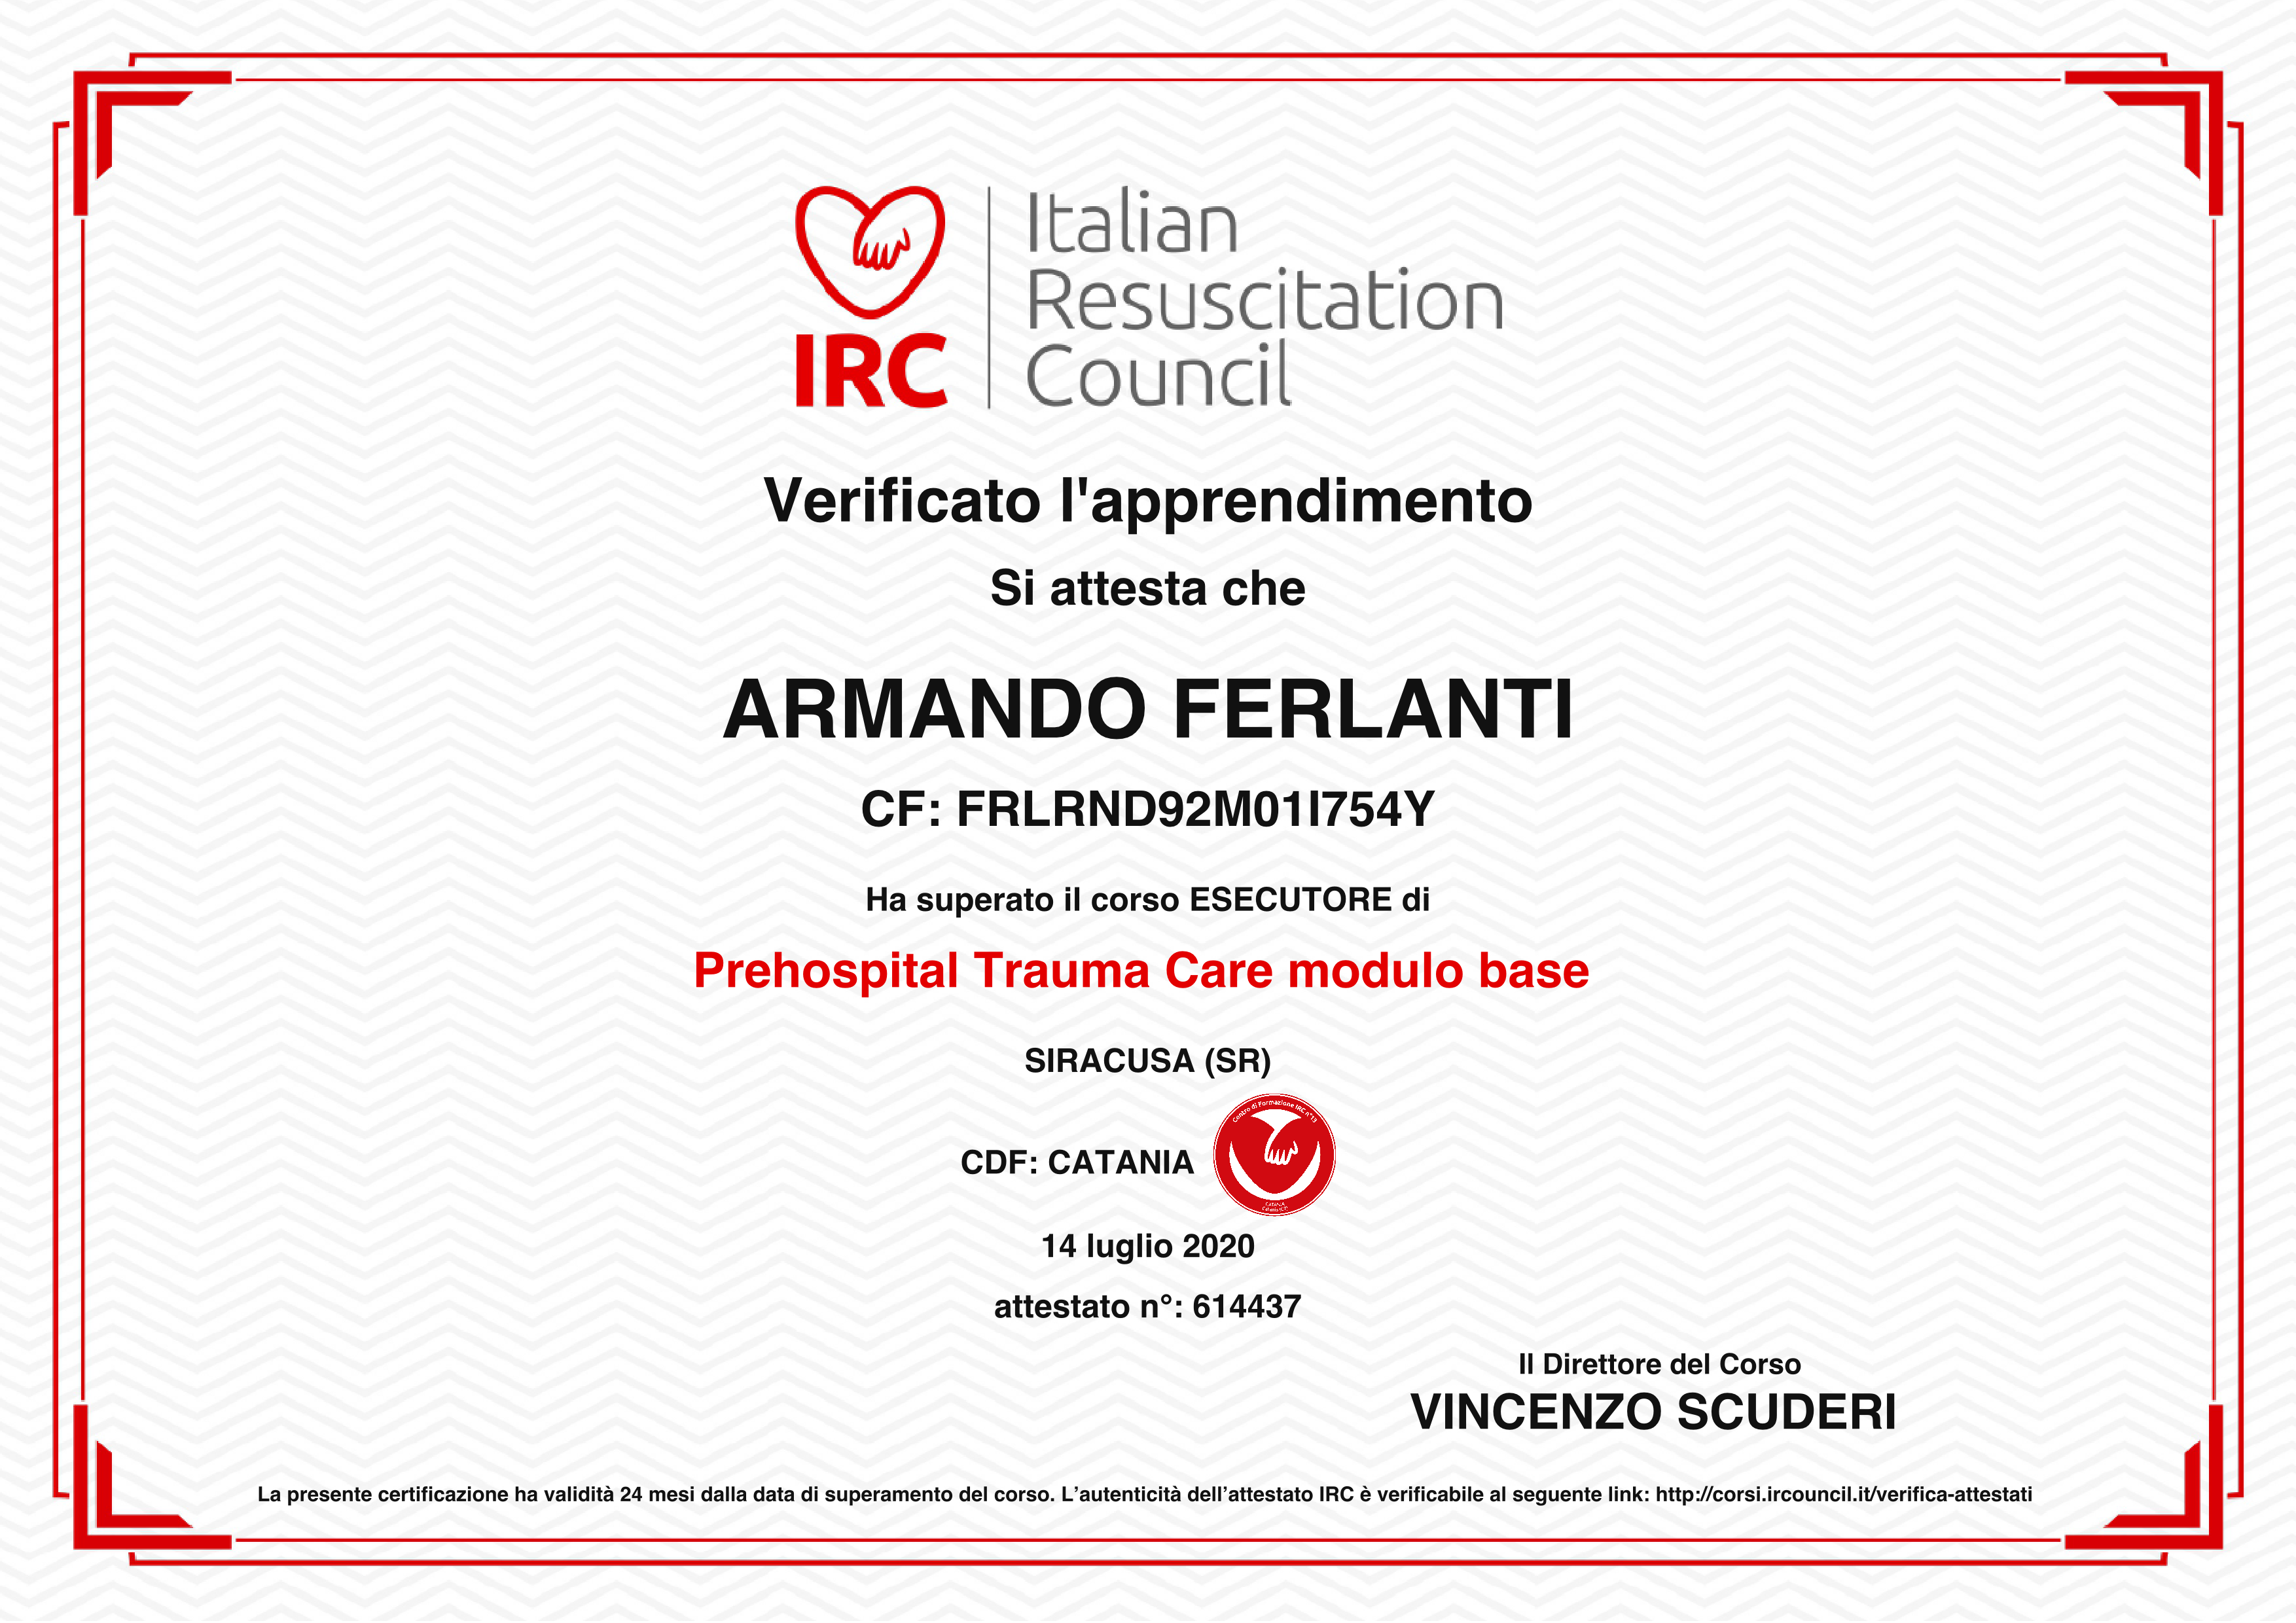 Italian
Resuscitation
Council
IRC
Verificato l'apprendimento
Si attesta che
ARMANDO FERLANTI
CF: FRLRND92M01I754Y
Ha superato il corso ESECUTORE di
Prehospital Trauma Care modulo base
SIRACUSA (SR)
Centro di Formazione IRC n°13
CDF: CATANIA
14 luglio 2020
attestato n°: 614437
Il Direttore del Corso
VINCENZO SCUDERI
La presente certificazione ha validità 24 mesi dalla data di superamento del corso. L’autenticità dell’attestato IRC è verificabile al seguente link: http://corsi.ircouncil.it/verifica-attestati